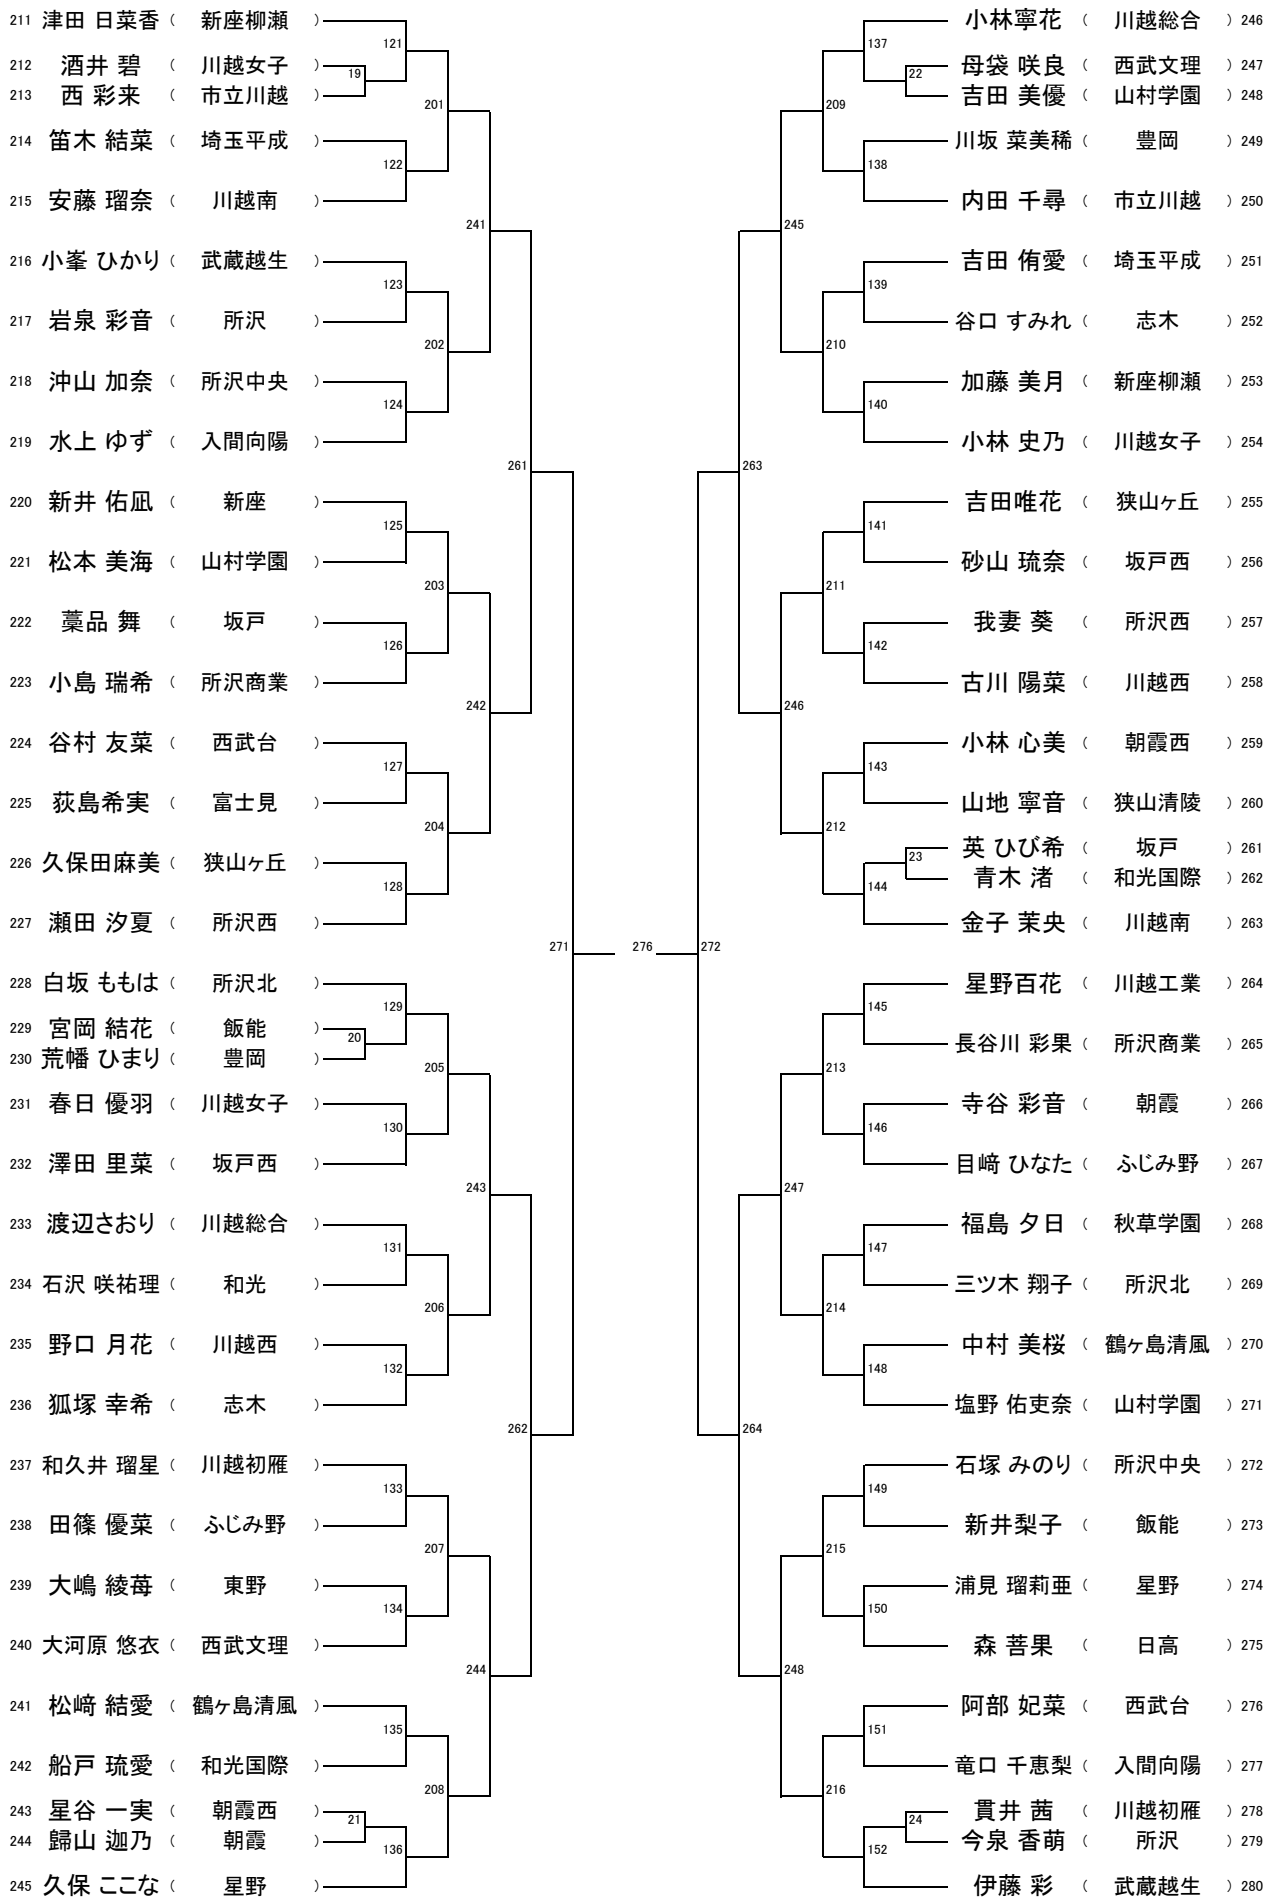 211 津田 日菜香 ( 新座柳瀬 )
212 酒井 碧 ( 川越女子 )
213 西 彩来 ( 市立川越 )
214 笛木 結菜 ( 埼玉平成 )
215 安藤 瑠奈 ( 川越南 )
216 小峯 ひかり ( 武蔵越生 )
217 岩泉 彩音 ( 所沢 )
218 沖山 加奈 ( 所沢中央 )
219 水上 ゆず ( 入間向陽 )
220 新井 佑凪 ( 新座 )
221 松本 美海 ( 山村学園 )
222 藁品 舞 ( 坂戸 )
223 小島 瑞希 ( 所沢商業 )
224 谷村 友菜 ( 西武台 )
225 荻島希実 ( 富士見 )
226 久保田麻美 ( 狭山ヶ丘 )
227 瀬田 汐夏 ( 所沢西 )
228 白坂 ももは ( 所沢北 )
229 宮岡 結花 ( 飯能 )
230 荒幡 ひまり ( 豊岡 )
231 春日 優羽 ( 川越女子 )
232 澤田 里菜 ( 坂戸西 )
233 渡辺さおり ( 川越総合 )
234 石沢 咲祐理 ( 和光 )
235 野口 月花 ( 川越西 )
236 狐塚 幸希 ( 志木 )
237 和久井 瑠星 ( 川越初雁 )
238 田篠 優菜 ( ふじみ野 )
239 大嶋 綾苺 ( 東野 )
240 大河原 悠衣 ( 西武文理 )
241 松﨑 結愛 ( 鶴ヶ島清風 )
242 船戸 琉愛 ( 和光国際 )
243 星谷 一実 ( 朝霞西 )
244 歸山 迦乃 ( 朝霞 )
245 久保 ここな ( 星野 )
121
19
201
122
241
123
202
124
261
125
203
126
242
127
204
128
271
129
20
205
130
243
131
206
132
262
133
207
134
244
135
208
21
136
276
137
22
209
138
245
139
210
140
263
141
211
142
246
143
212
23
144
272
145
213
146
247
147
214
148
264
149
215
150
248
151
216
24
152
小林寧花 ( 川越総合 ) 246
母袋 咲良 ( 西武文理 ) 247
吉田 美優 ( 山村学園 ) 248
川坂 菜美稀 ( 豊岡 ) 249
内田 千尋 ( 市立川越 ) 250
吉田 侑愛 ( 埼玉平成 ) 251
谷口 すみれ ( 志木 ) 252
加藤 美月 ( 新座柳瀬 ) 253
小林 史乃 ( 川越女子 ) 254
吉田唯花 ( 狭山ヶ丘 ) 255
砂山 琉奈 ( 坂戸西 ) 256
我妻 葵 ( 所沢西 ) 257
古川 陽菜 ( 川越西 ) 258
小林 心美 ( 朝霞西 ) 259
山地 寧音 ( 狭山清陵 ) 260
英 ひび希 ( 坂戸 ) 261
青木 渚 ( 和光国際 ) 262
金子 茉央 ( 川越南 ) 263
星野百花 ( 川越工業 ) 264
長谷川 彩果 ( 所沢商業 ) 265
寺谷 彩音 ( 朝霞 ) 266
目﨑 ひなた ( ふじみ野 ) 267
福島 夕日 ( 秋草学園 ) 268
三ツ木 翔子 ( 所沢北 ) 269
中村 美桜 ( 鶴ヶ島清風 ) 270
塩野 佑吏奈 ( 山村学園 ) 271
石塚 みのり ( 所沢中央 ) 272
新井梨子 ( 飯能 ) 273
浦見 瑠莉亜 ( 星野 ) 274
森 菩果 ( 日高 ) 275
阿部 妃菜 ( 西武台 ) 276
竜口 千恵梨 ( 入間向陽 ) 277
貫井 茜 ( 川越初雁 ) 278
今泉 香萌 ( 所沢 ) 279
伊藤 彩 ( 武蔵越生 ) 280